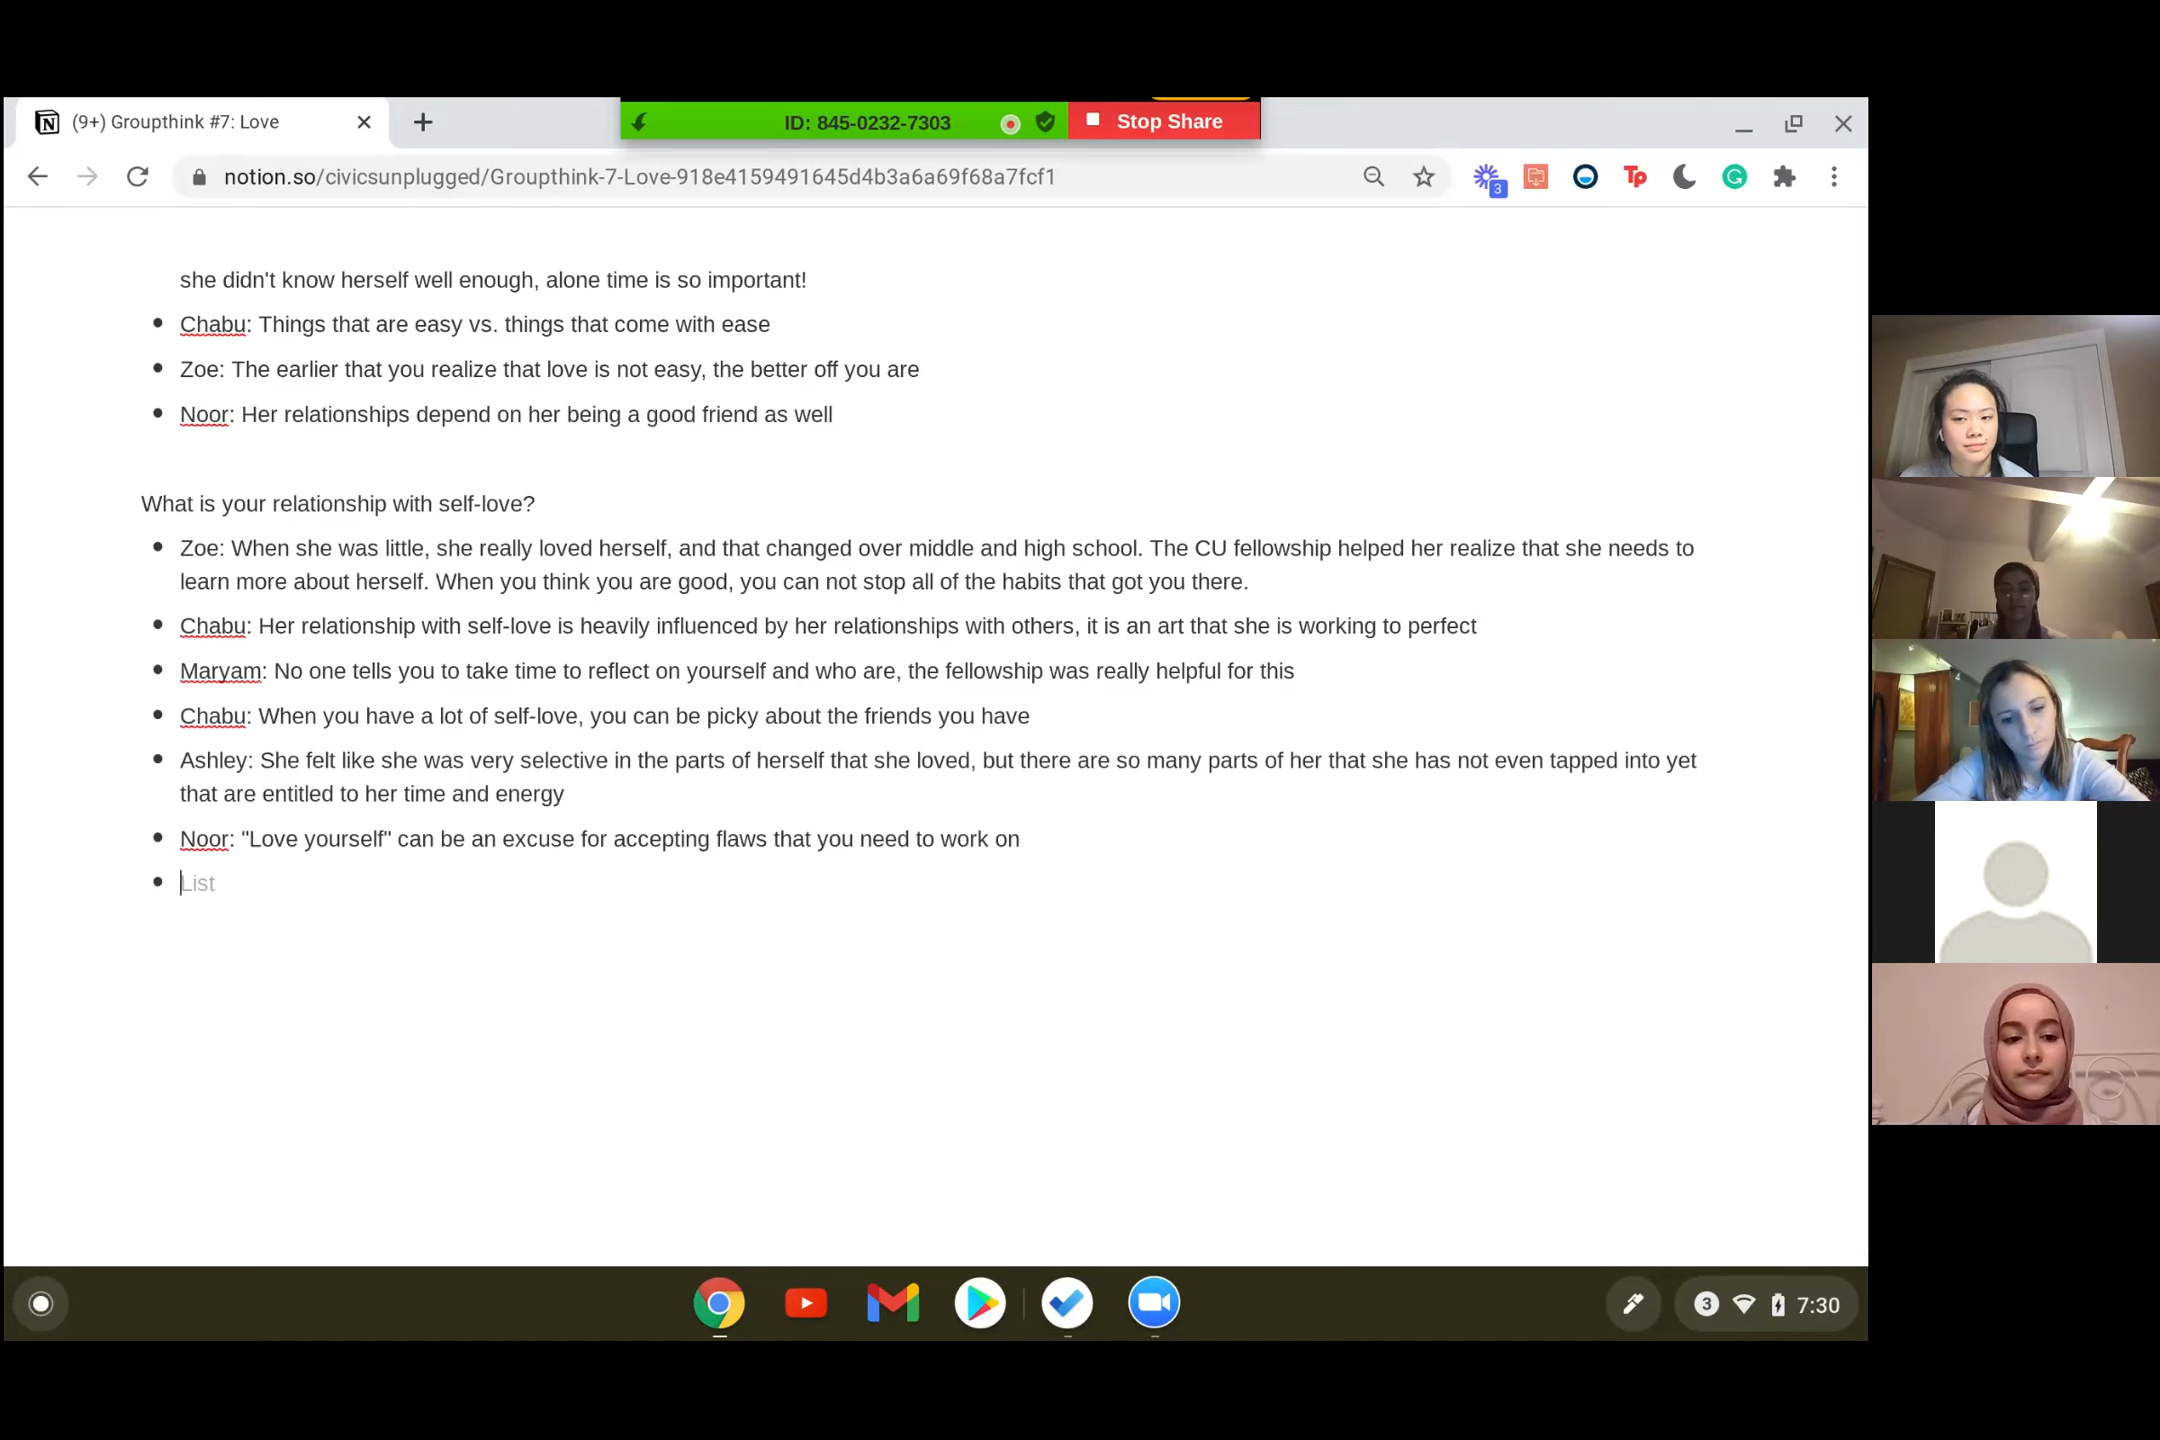 (9+) Groupthink #7: Love
ID: 845-0232-7303
Stop Share
notion.so/civicsunplugged/Groupthink-7-Love-918e4159491645d4b3a6a69f68a7fcf1
3
Tp
she didn't know herself well enough, alone time is so important!
Chabu: Things that are easy vs. things that come with ease
Zoe: The earlier that you realize that love is not easy, the better off you are
Noor: Her relationships depend on her being a good friend as well
What is your relationship with self-love?
Zoe: When she was little, she really loved herself, and that changed over middle and high school. The CU fellowship helped her realize that she needs to
learn more about herself. When you think you are good, you can not stop all of the habits that got you there.
Chabu: Her relationship with self-love is heavily influenced by her relationships with others, it is an art that she is working to perfect
Maryam: No one tells you to take time to reflect on yourself and who are, the fellowship was really helpful for this
Chabu: When you have a lot of self-love, you can be picky about the friends you have
Ashley: She felt like she was very selective in the parts of herself that she loved, but there are so many parts of her that she has not even tapped into yet
that are entitled to her time and energy
Noor: "Love yourself" can be an excuse for accepting flaws that you need to work on
List
3 7:30